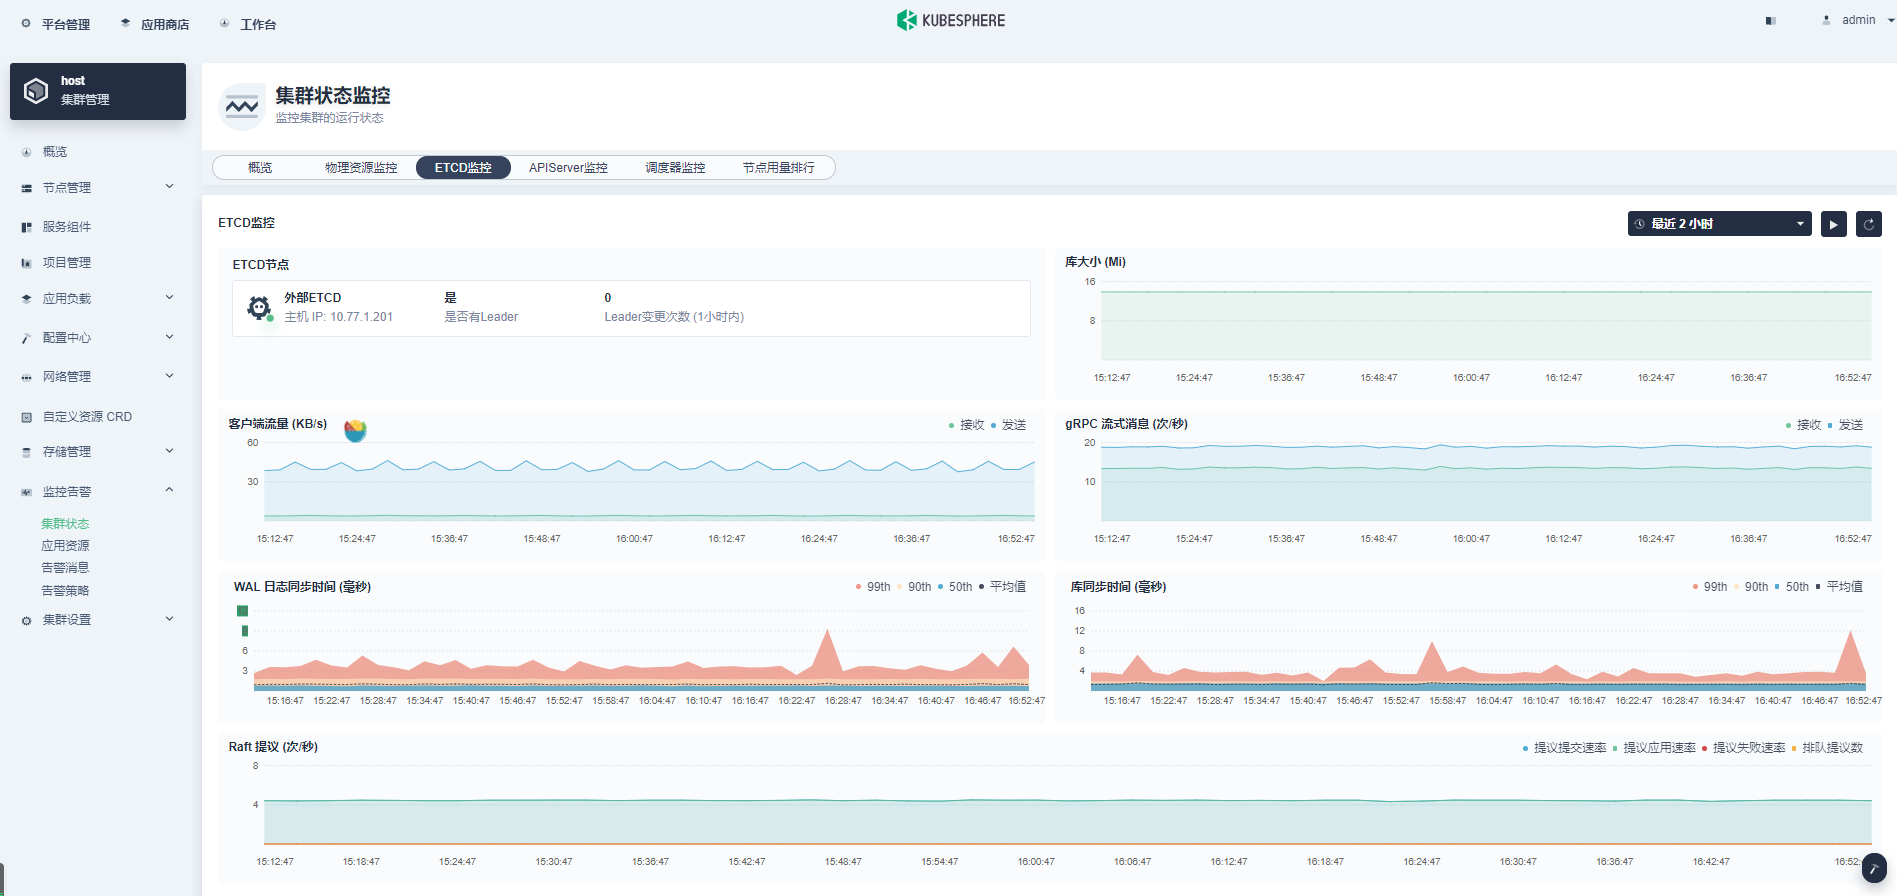 平台管理 应用商店 工作台
KUBESPHERE
admin
host
集群管理
概览
节点管理
服务组件
项目管理
应用负载
配置中心
网络管理
自定义资源 CRD
存储管理
监控告警
集群状态
应用资源
告警消息
告警策略
集群设置
集群状态监控
监控集群的运行状态
概览 物理资源监控 ETCD监控 APIServer监控 调度器监控 节点用量排行
ETCD监控
最近 2 小时
ETCD节点
外部ETCD 是 0
主机 IP: 10.77.1.201 是否有Leader Leader变更次数 (1小时内)
库大小 (Mi)
16
8
15:12:47 15:24:47 15:36:47 15:48:47 16:00:47 16:12:47 16:24:47 16:36:47 16:52:47
客户端流量 (KB/s)
接收 发送
60
30
15:12:47 15:24:47 15:36:47 15:48:47 16:00:47 16:12:47 16:24:47 16:36:47 16:52:47
gRPC 流式消息 (次/秒)
接收 发送
20
10
15:12:47 15:24:47 15:36:47 15:48:47 16:00:47 16:12:47 16:24:47 16:36:47 16:52:47
WAL 日志同步时间 (毫秒)
99th 90th 50th 平均值
6
3
15:16:47 15:22:47 15:28:47 15:34:47 15:40:47 15:46:47 15:52:47 15:58:47 16:04:47 16:10:47 16:16:47 16:22:47 16:28:47 16:34:47 16:40:47 16:46:47 16:52:47
库同步时间 (毫秒)
99th 90th 50th 平均值
16
12
8
4
15:16:47 15:22:47 15:28:47 15:34:47 15:40:47 15:46:47 15:52:47 15:58:47 16:04:47 16:10:47 16:16:47 16:22:47 16:28:47 16:34:47 16:40:47 16:46:47 16:52:47
Raft 提议 (次/秒)
提议提交速率 提议应用速率 提议失败速率 排队提议数
8
4
15:12:47 15:18:47 15:24:47 15:30:47 15:36:47 15:42:47 15:48:47 15:54:47 16:00:47 16:06:47 16:12:47 16:18:47 16:24:47 16:30:47 16:36:47 16:42:47 16:52: